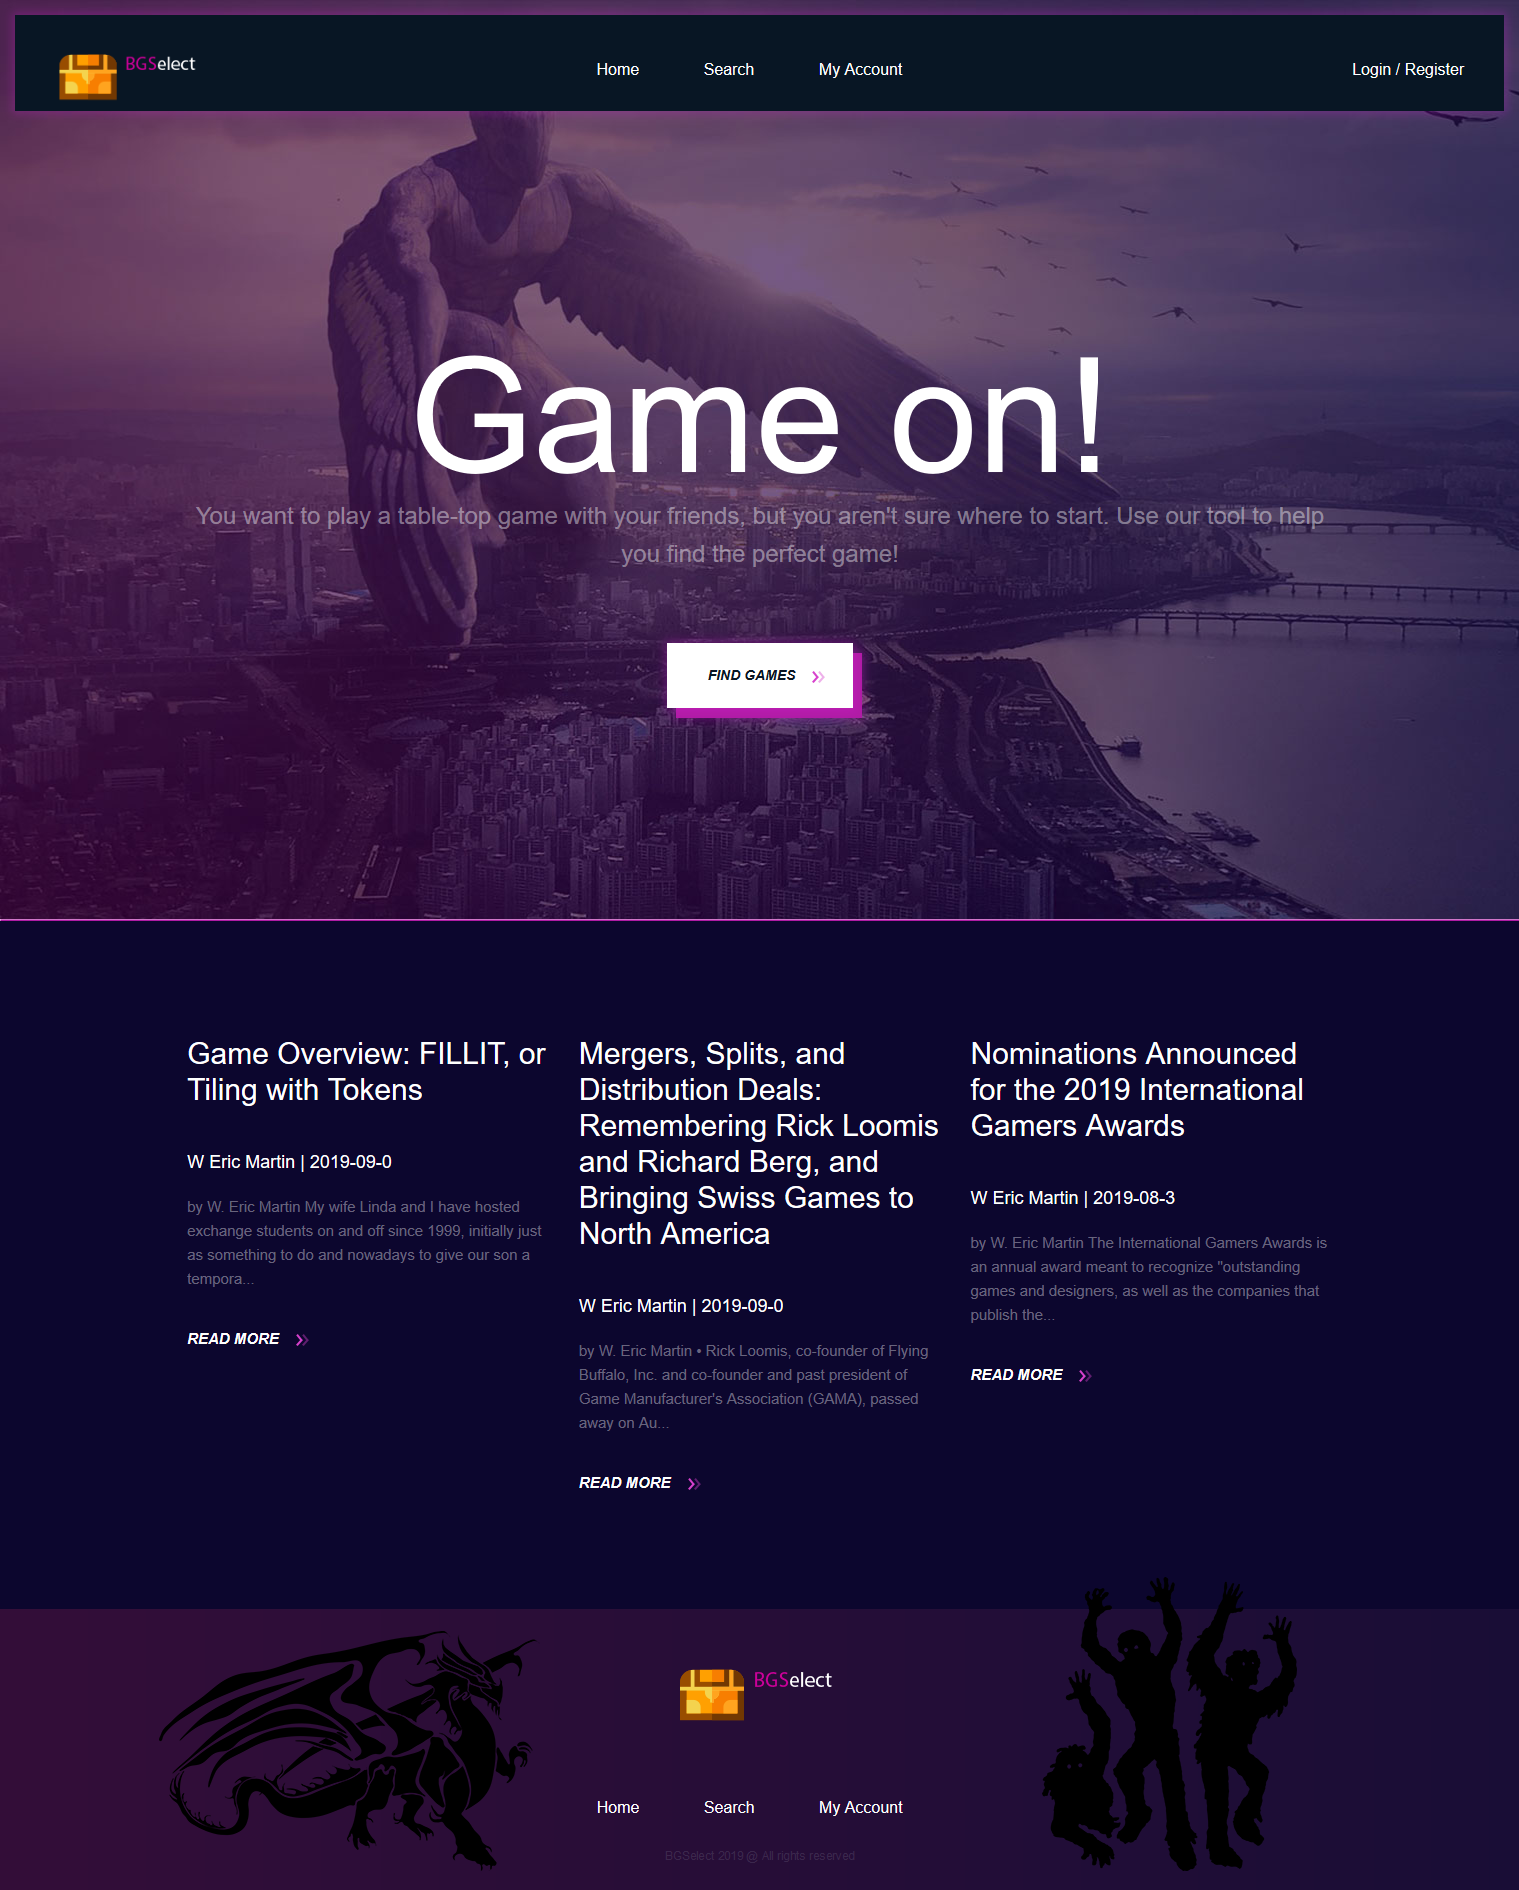 BGSelect
Home
Search
My Account
Login / Register
Game on!
You want to play a table-top game with your friends, but you aren't sure where to start. Use our tool to help
you find the perfect game!
FIND GAMES
Game Overview: FILLIT, or
Tiling with Tokens
W Eric Martin | 2019-09-0
by W. Eric Martin My wife Linda and I have hosted
exchange students on and off since 1999, initially just
as something to do and nowadays to give our son a
tempora...
READ MORE
Mergers, Splits, and
Distribution Deals:
Remembering Rick Loomis
and Richard Berg, and
Bringing Swiss Games to
North America
W Eric Martin | 2019-09-0
by W. Eric Martin • Rick Loomis, co-founder of Flying
Buffalo, Inc. and co-founder and past president of
Game Manufacturer's Association (GAMA), passed
away on Au...
READ MORE
Nominations Announced
for the 2019 International
Gamers Awards
W Eric Martin | 2019-08-3
by W. Eric Martin The International Gamers Awards is
an annual award meant to recognize "outstanding
games and designers, as well as the companies that
publish the...
READ MORE
BGSelect
Home
Search
My Account
BGSelect 2019 @ All rights reserved